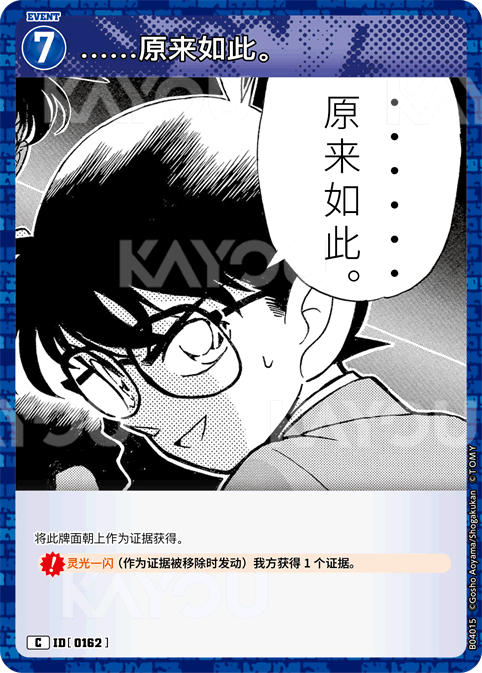 EVENT
7
……原来如此。
……
原来如此。
KAYOU
将此牌面朝上作为证据获得。
灵光一闪 (作为证据被移除时发动) 我方获得 1 个证据。
C ID[ 0162 ]
B04015 ©Gosho Aoyama/Shogakukan ©TOMY